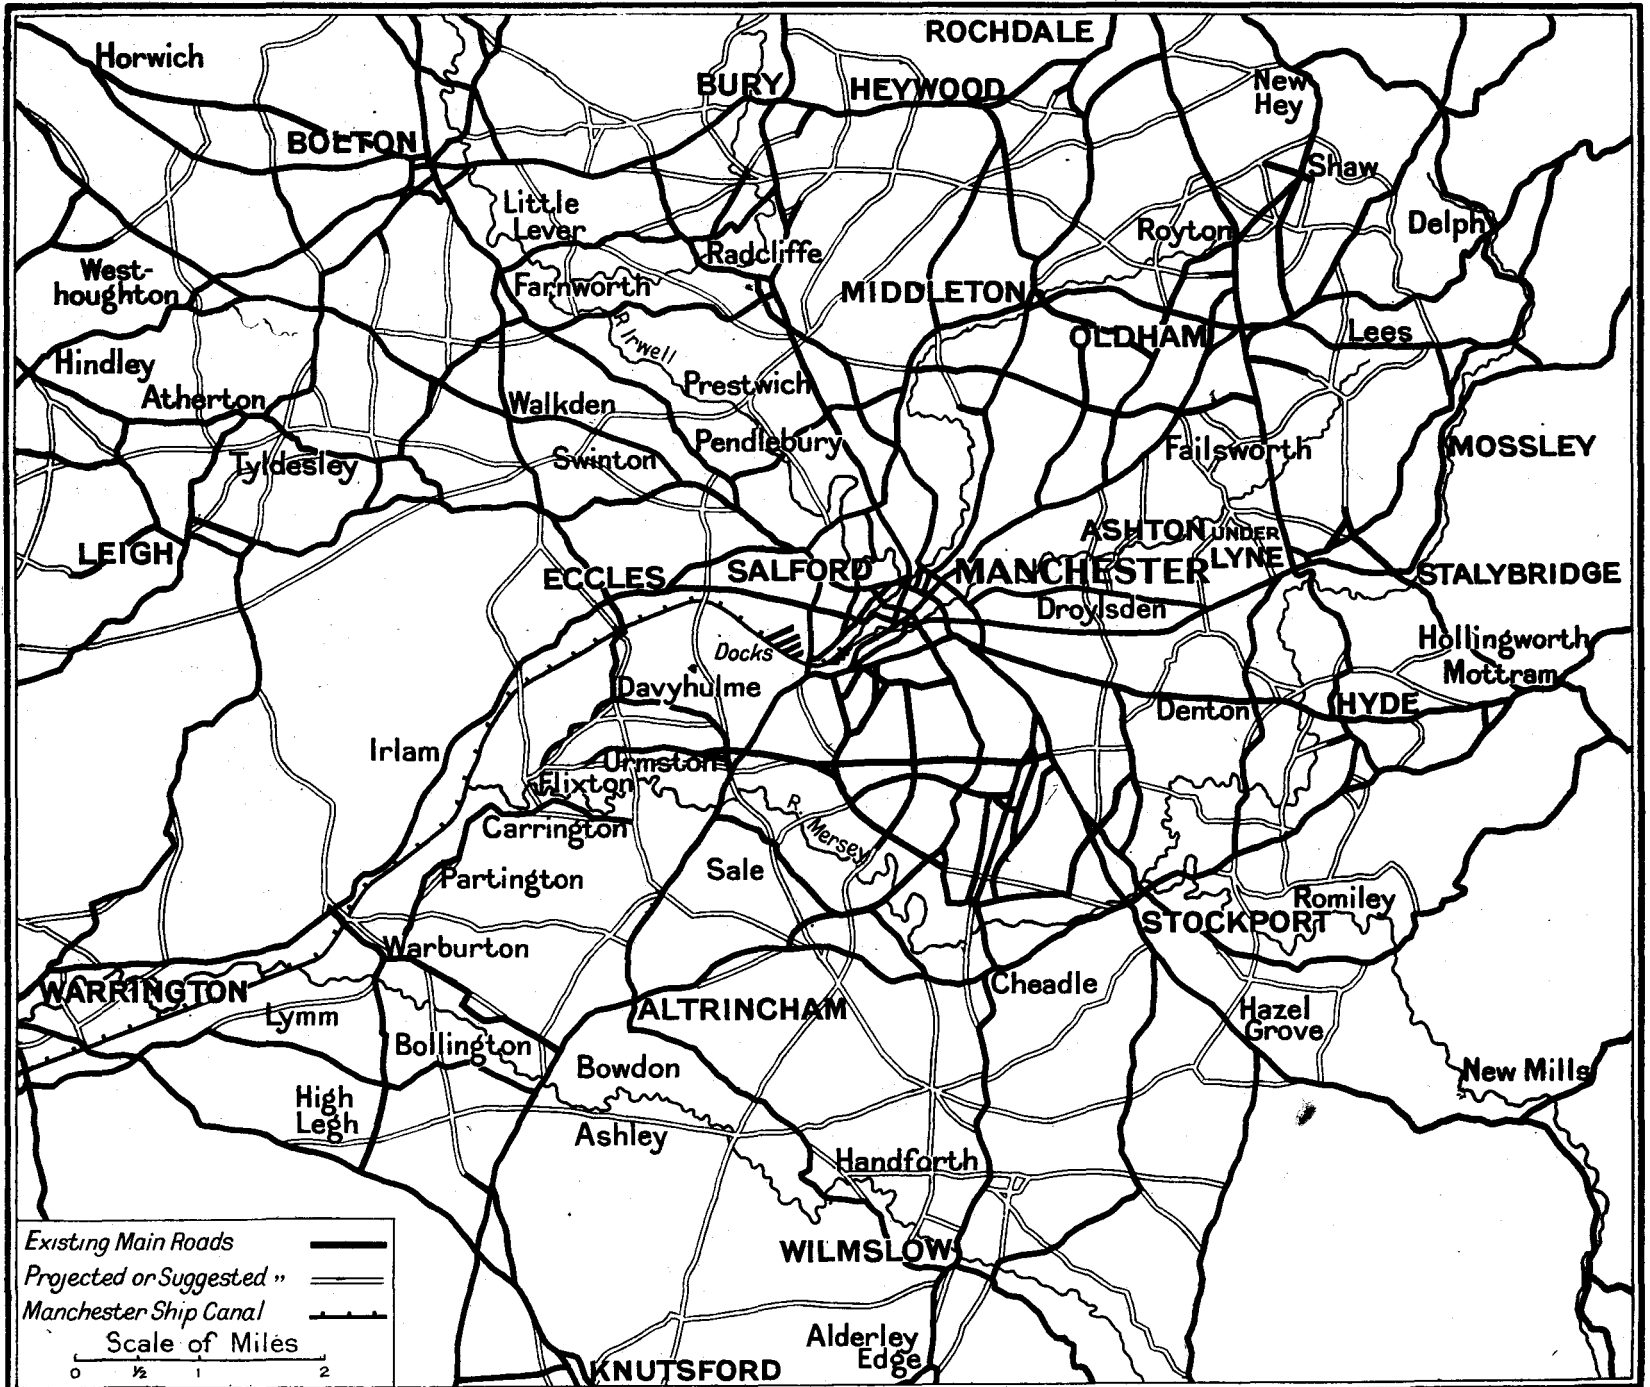 ROCHDALE
Horwich
BURY
HEYWOOD
New
Hey
BOLTON
Shaw
Little
Lever
Royton
Delph
Radcliffe
West-
houghton
Farnworth
MIDDLETON
R Irwell
OLDHAM
Lees
Hindley
Prestwich
Atherton
Walkden
Pendlebury
Failsworth
MOSSLEY
Tyldesley
Swinton
ASHTON UNDER
LYNE
LEIGH
ECCLES
SALFORD
MANCHESTER
STALYBRIDGE
Droylsden
Docks
Hollingworth
Mottram
Davyhulme
Denton
HYDE
Irlam
Urmston
Flixton
R. Mersey
Carrington
Sale
Partington
Romiley
STOCKPORT
Warburton
WARRINGTON
Cheadle
Lymm
ALTRINCHAM
Hazel
Grove
Bollington
Bowdon
New Mills
High
Legh
Ashley
Handforth
WILMSLOW
Alderley
Edge
KNUTSFORD
Existing Main Roads
Projected or Suggested "
Manchester Ship Canal
Scale of Miles
0 ½ 1 2